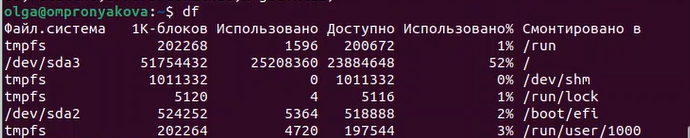 olga@ompronyakova:~$ df
Файл.система 1K-блоков Использовано Доступно Использовано% Смонтировано в
tmpfs 202268 1596 200672 1% /run
/dev/sda3 51754432 25208360 23884648 52% /
tmpfs 1011332 0 1011332 0% /dev/shm
tmpfs 5120 4 5116 1% /run/lock
/dev/sda2 524252 5364 518888 2% /boot/efi
tmpfs 202264 4720 197544 3% /run/user/1000